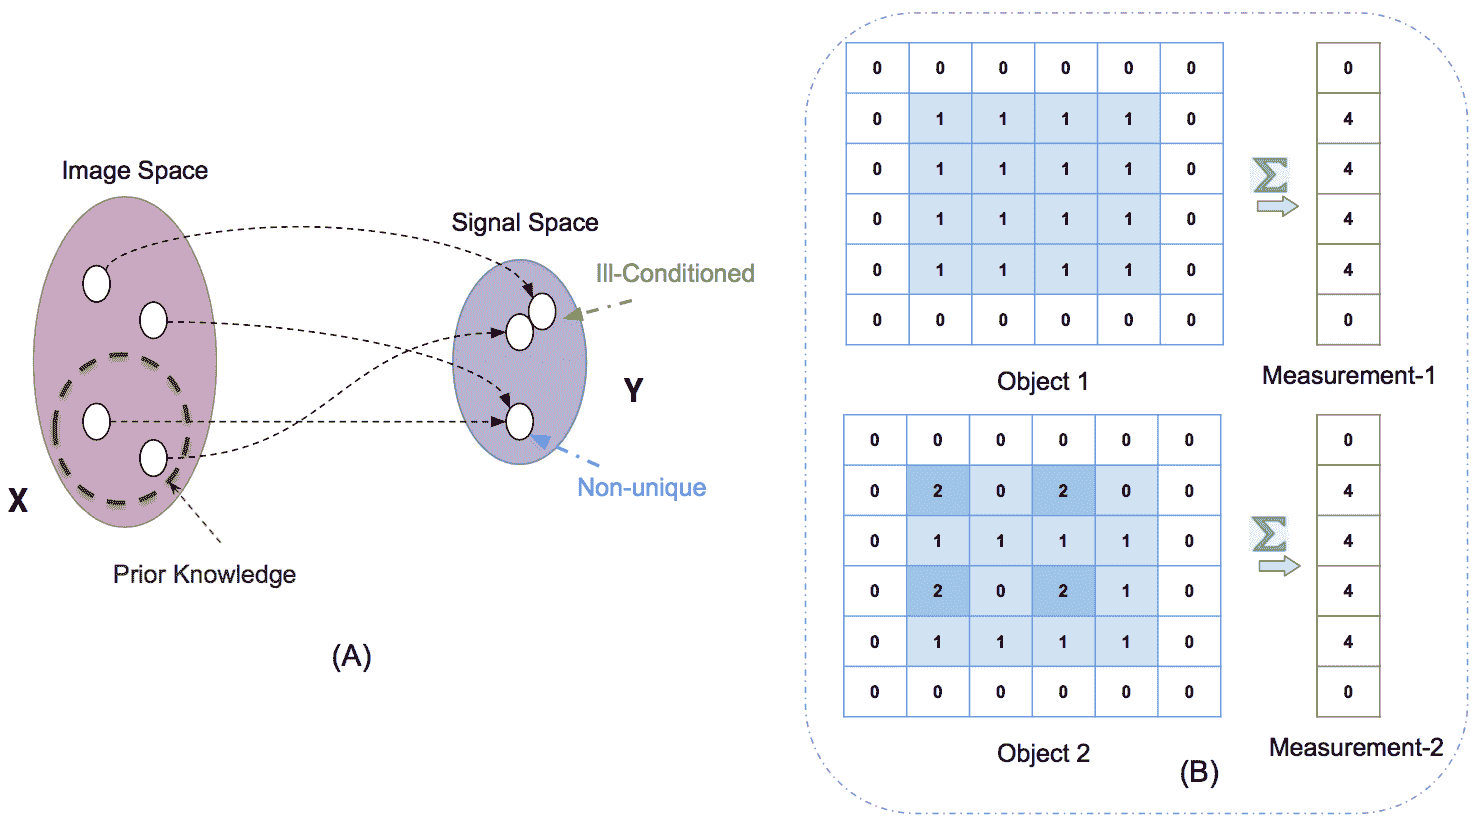 Image Space
Signal Space
Ill-Conditioned
Y
Non-unique
X
Prior Knowledge
(A)
0 0 0 0 0 0
0 1 1 1 1 0
0 1 1 1 1 0
0 1 1 1 1 0
0 1 1 1 1 0
0 0 0 0 0 0
Object 1
Σ
0
4
4
4
4
0
Measurement-1
0 0 0 0 0 0
0 2 0 2 0 0
0 1 1 1 1 0
0 2 0 2 1 0
0 1 1 1 1 0
0 0 0 0 0 0
Object 2
Σ
0
4
4
4
4
0
Measurement-2
(B)